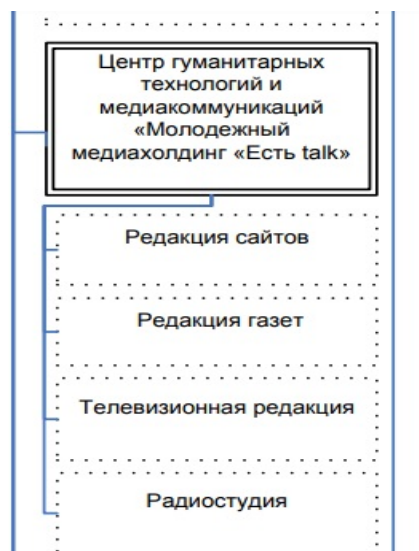 Центр гуманитарных
технологий и
медиакоммуникаций
«Молодежный
медиахолдинг «Есть talk»
Редакция сайтов
Редакция газет
Телевизионная редакция
Радиостудия